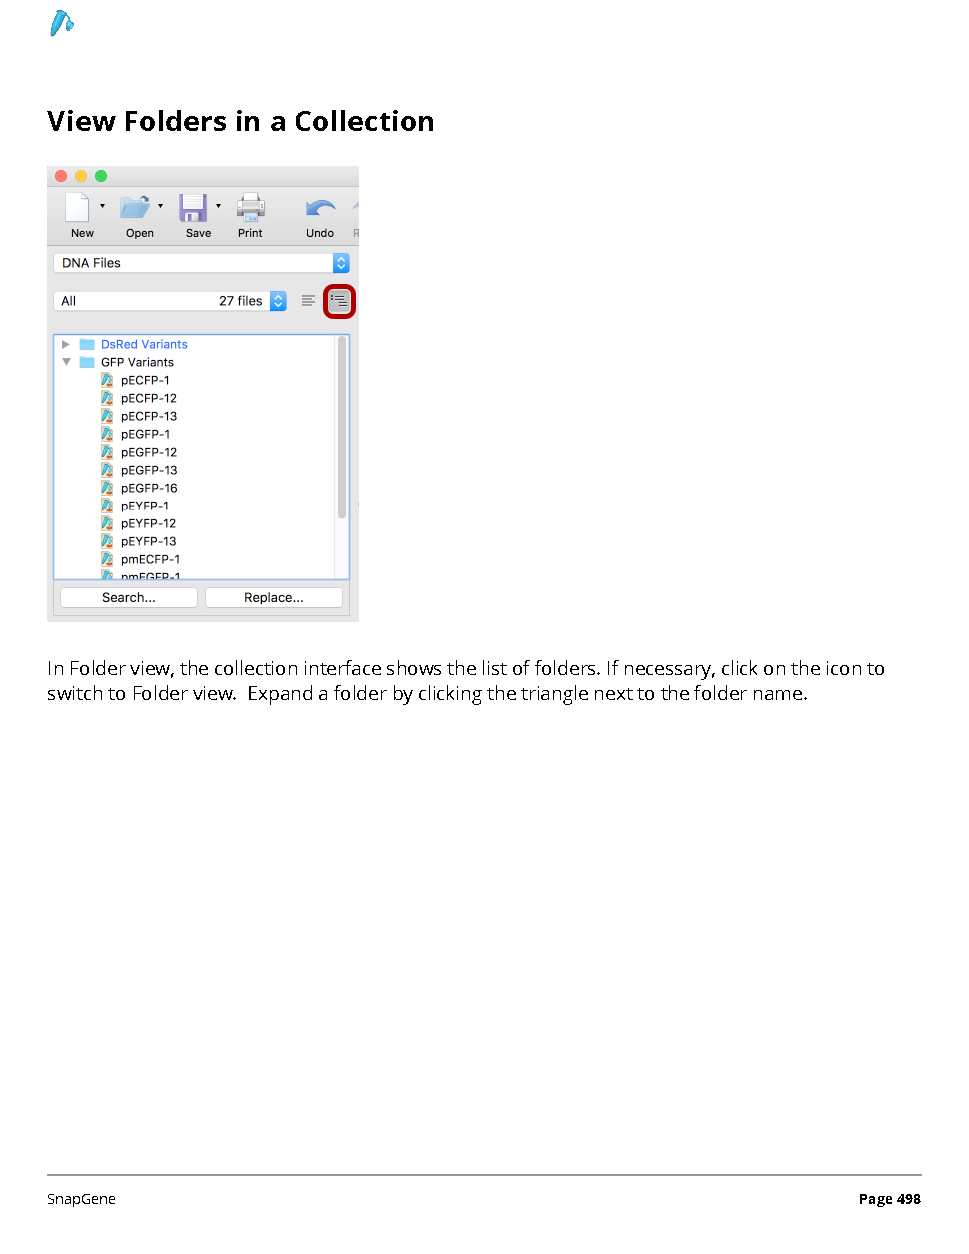 View Folders in a Collection
New Open Save Print Undo
DNA Files
All 27 files
DsRed Variants
GFP Variants
pECFP-1
pECFP-12
pECFP-13
pEGFP-1
pEGFP-12
pEGFP-13
pEGFP-16
pEYFP-1
pEYFP-12
pEYFP-13
pmECFP-1
pmEGFP-1
Search... Replace...
In Folder view, the collection interface shows the list of folders. If necessary, click on the icon to
switch to Folder view.  Expand a folder by clicking the triangle next to the folder name.
SnapGene Page 498